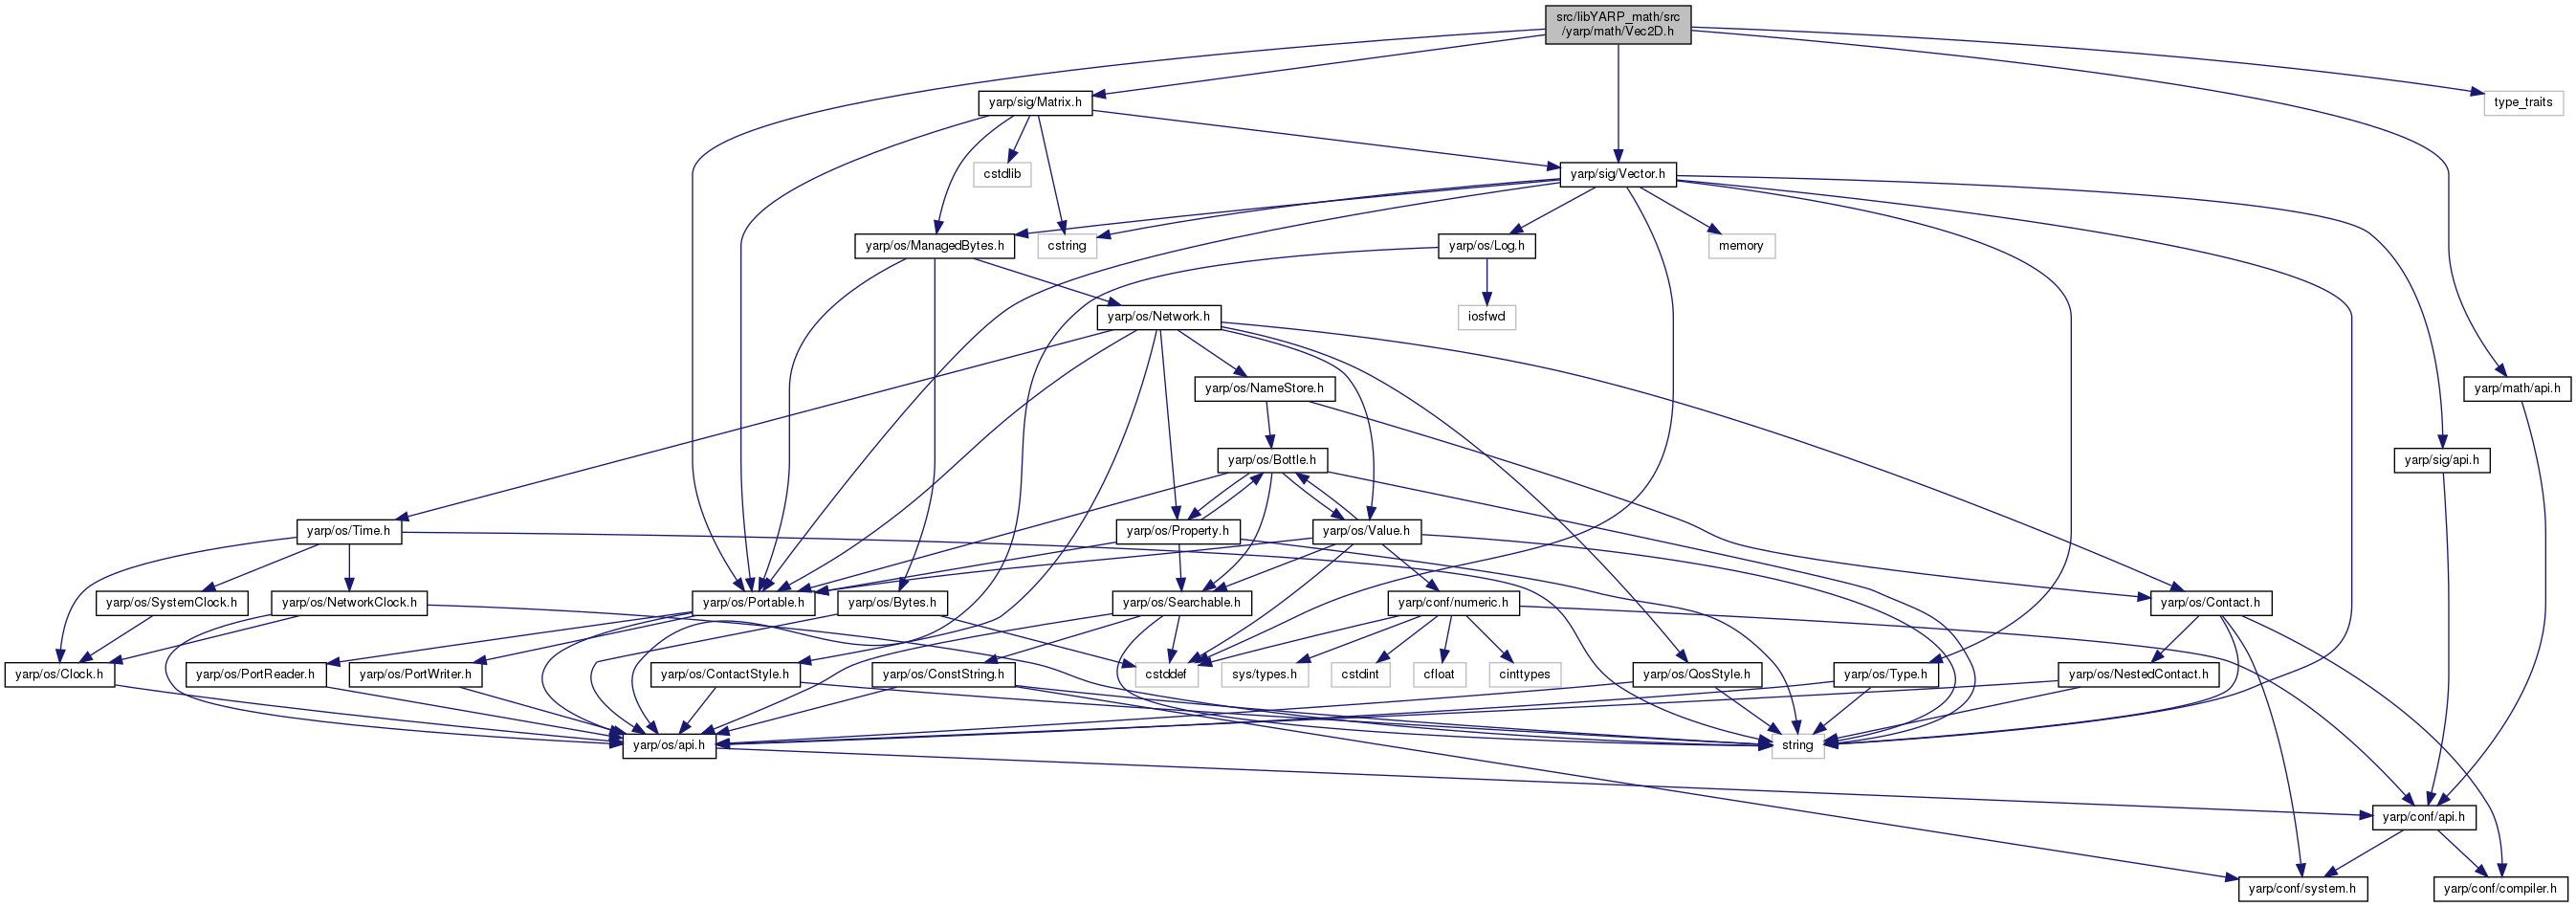 src/libYARP_math/src
/yarp/math/Vec2D.h
yarp/sig/Matrix.h
type_traits
cstdlib
yarp/sig/Vector.h
yarp/os/ManagedBytes.h
cstring
yarp/os/Log.h
memory
yarp/os/Network.h
iosfwd
yarp/os/NameStore.h
yarp/math/api.h
yarp/os/Bottle.h
yarp/sig/api.h
yarp/os/Time.h
yarp/os/Property.h
yarp/os/Value.h
yarp/os/SystemClock.h
yarp/os/NetworkClock.h
yarp/os/Portable.h
yarp/os/Bytes.h
yarp/os/Searchable.h
yarp/conf/numeric.h
yarp/os/Contact.h
yarp/os/Clock.h
yarp/os/PortReader.h
yarp/os/PortWriter.h
yarp/os/ContactStyle.h
yarp/os/ConstString.h
cstddef
sys/types.h
cstdint
cfloat
cinttypes
yarp/os/QosStyle.h
yarp/os/Type.h
yarp/os/NestedContact.h
yarp/os/api.h
string
yarp/conf/api.h
yarp/conf/system.h
yarp/conf/compiler.h